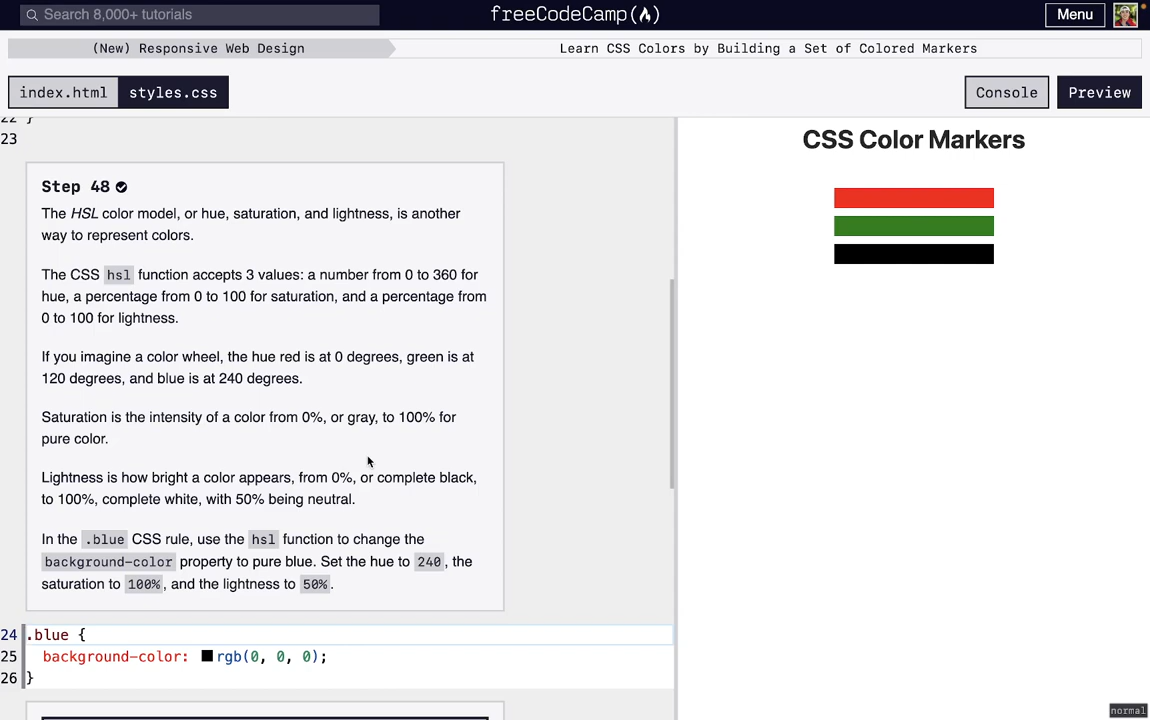 Search 8,000+ tutorials
freeCodeCamp
Menu
(New) Responsive Web Design
Learn CSS Colors by Building a Set of Colored Markers
index.html
styles.css
Console
Preview
22 }
23
CSS Color Markers
Step 48
The HSL color model, or hue, saturation, and lightness, is another
way to represent colors.
The CSS hsl function accepts 3 values: a number from 0 to 360 for
hue, a percentage from 0 to 100 for saturation, and a percentage from
0 to 100 for lightness.
If you imagine a color wheel, the hue red is at 0 degrees, green is at
120 degrees, and blue is at 240 degrees.
Saturation is the intensity of a color from 0%, or gray, to 100% for
pure color.
Lightness is how bright a color appears, from 0%, or complete black,
to 100%, complete white, with 50% being neutral.
In the .blue CSS rule, use the hsl function to change the
background-color property to pure blue. Set the hue to 240, the
saturation to 100%, and the lightness to 50%.
24 .blue {
25 background-color: rgb(0, 0, 0);
26 }
normal